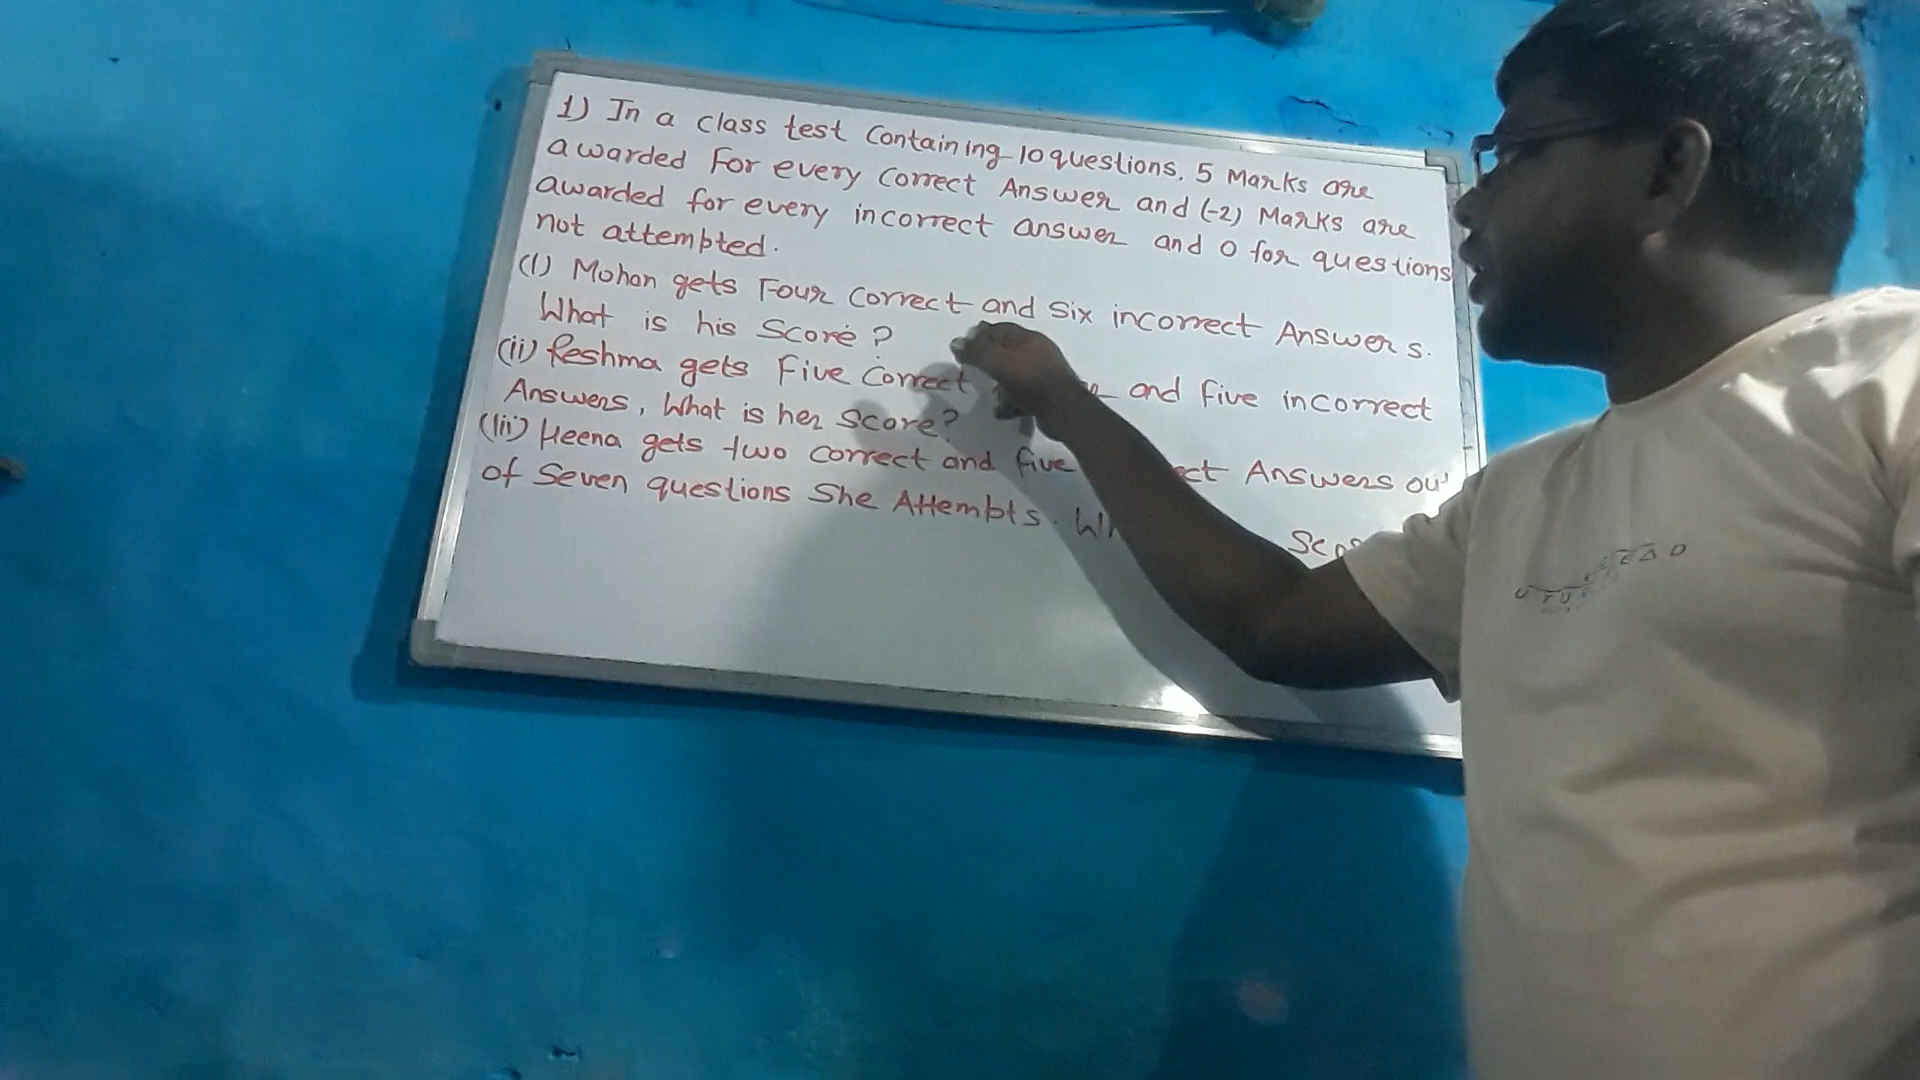 1) In a class test Containing 10 questions. 5 Marks are
awarded For every Correct Answer and (-2) Marks are
awarded for every incorrect answer and 0 for questions
not attempted.
(I) Mohan gets Four Correct and Six incorrect Answers.
What is his Score?
(ii) Reshma gets Five Correct and five incorrect
Answers, What is her Score?
(iii) Heena gets two correct and five Answers
of Seven questions She Attempts.